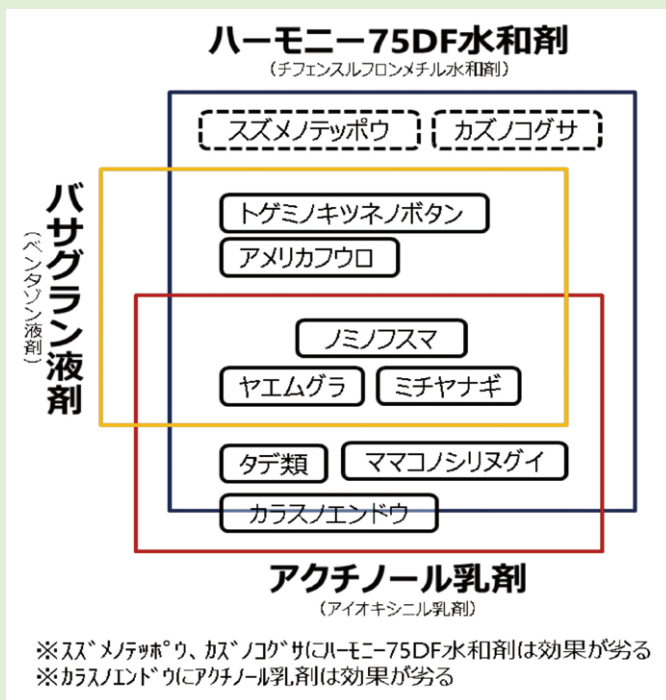 ハーモニー75DF水和剤
（チフェンスルフロンメチル水和剤）
スズメノテッポウ
カズノコグサ
バサグラン液剤
（ベンタゾン液剤）
トゲミノキツネノボタン
アメリカフウロ
ノミノフスマ
ヤエムグラ
ミチヤナギ
タデ類
ママコノシリヌグイ
カラスノエンドウ
アクチノール乳剤
（アイオキシニル乳剤）
※ｽｽﾞﾒﾉﾃｯﾎﾟｳ、ｶｽﾞﾉｺｸﾞｻにﾊｰﾓﾆｰ75DF水和剤は効果が劣る
※ｶﾗｽﾉｴﾝﾄﾞｳにｱｸﾁﾉｰﾙ乳剤は効果が劣る